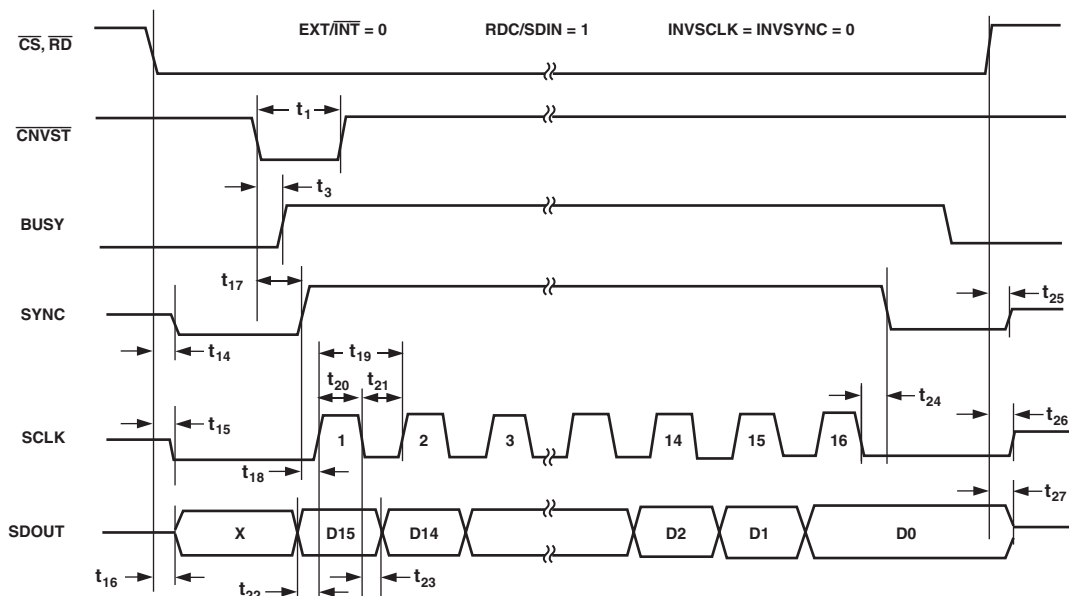 EXT/INT = 0 RDC/SDIN = 1 INVSCLK = INVSYNC = 0
CS, RD
t1
CNVST
t3
BUSY
t17
SYNC
t25
t14
t19
t20 t21
t24
t15
t26
SCLK
1 2 3 14 15 16
t18
t27
SDOUT
X D15 D14 D2 D1 D0
t16
t22
t23